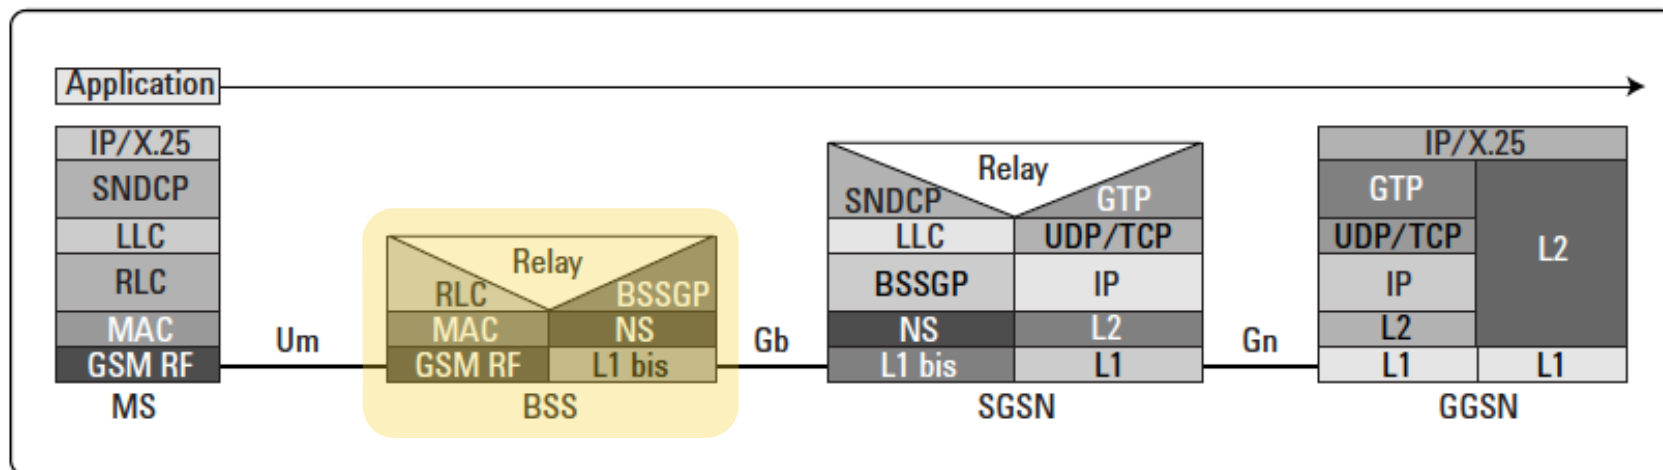 Application
IP/X.25
SNDCP
LLC
RLC
MAC
GSM RF
MS
Um
Relay
RLC BSSGP
MAC NS
GSM RF L1 bis
BSS
Gb
Relay
SNDCP GTP
LLC UDP/TCP
BSSGP IP
NS L2
L1 bis L1
SGSN
Gn
IP/X.25
GTP
UDP/TCP L2
IP
L2
L1 L1
GGSN